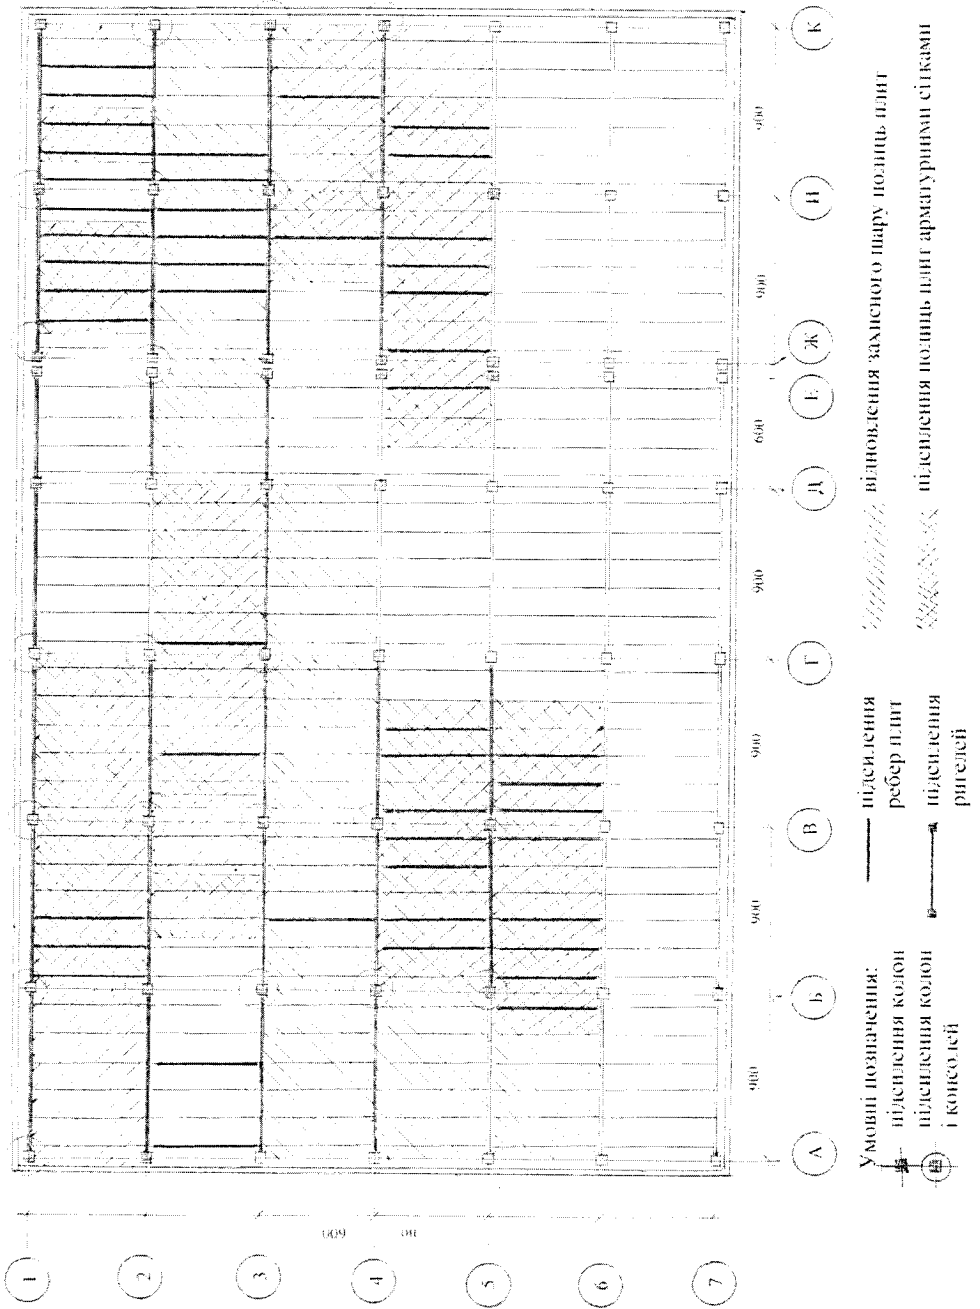 1
2
3
4
5
6
7
600
А
Б
В
Г
Д
Е
Ж
И
К
900
900
900
900
600
900
900
Умовні позначення:
підсилення колон
підсилення колон
і консолей
підсилення
ребер плит
підсилення
ригелей
відновлення захисного шару полиць плит
підсилення полиць плит арматурними сітками